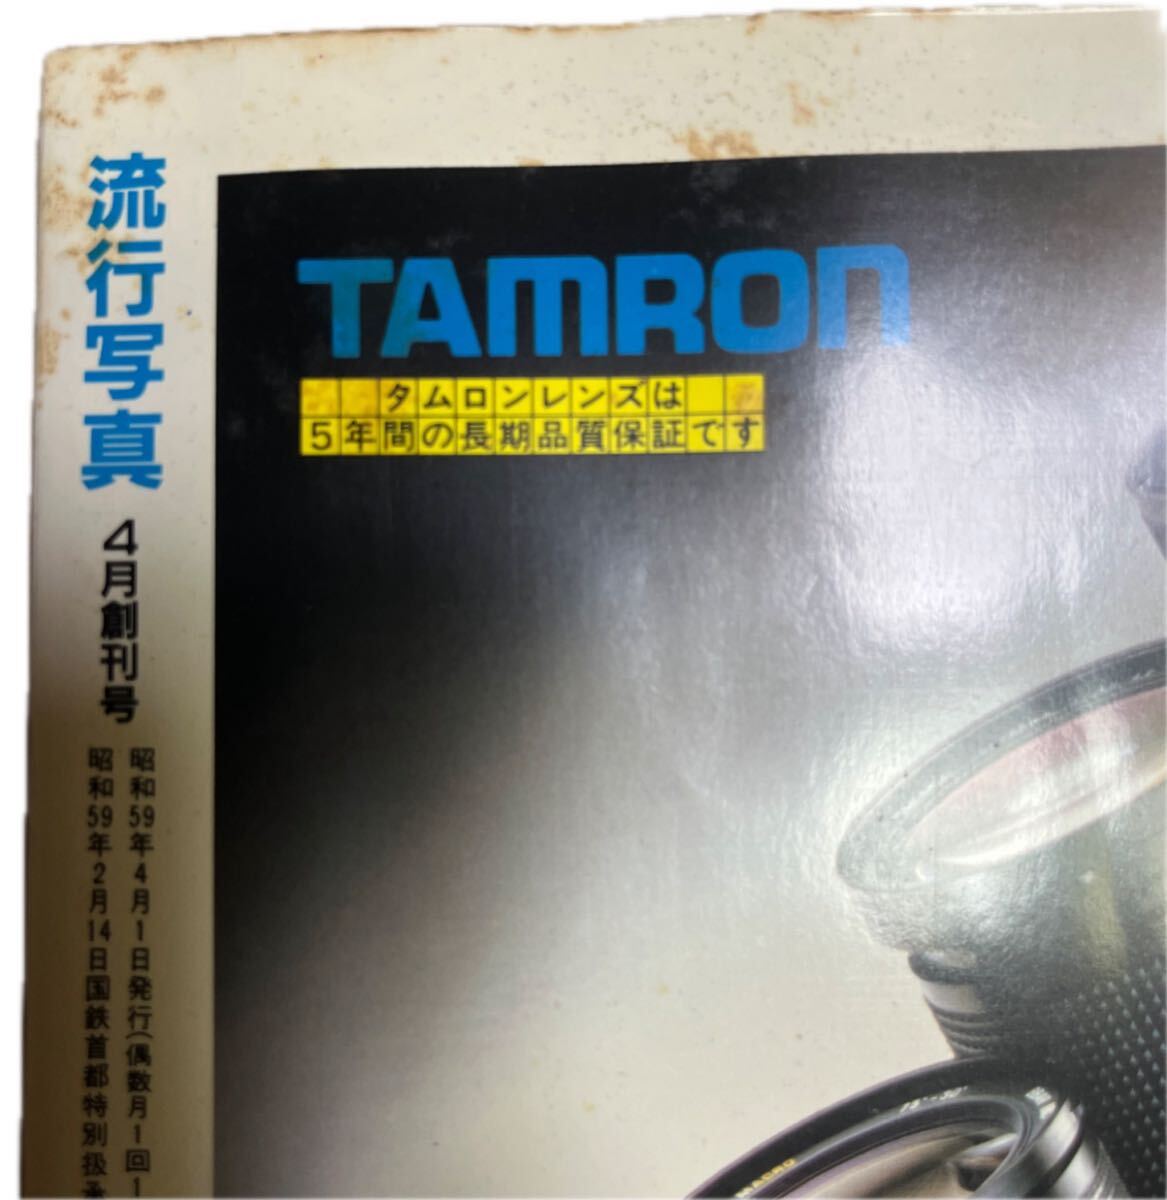 流行写真
4月創刊号
昭和59年4月1日発行(偶数月1回1
昭和59年2月14日国鉄首都特別扱承
TAMRON
タムロンレンズは
5年間の長期品質保証です
MACRO